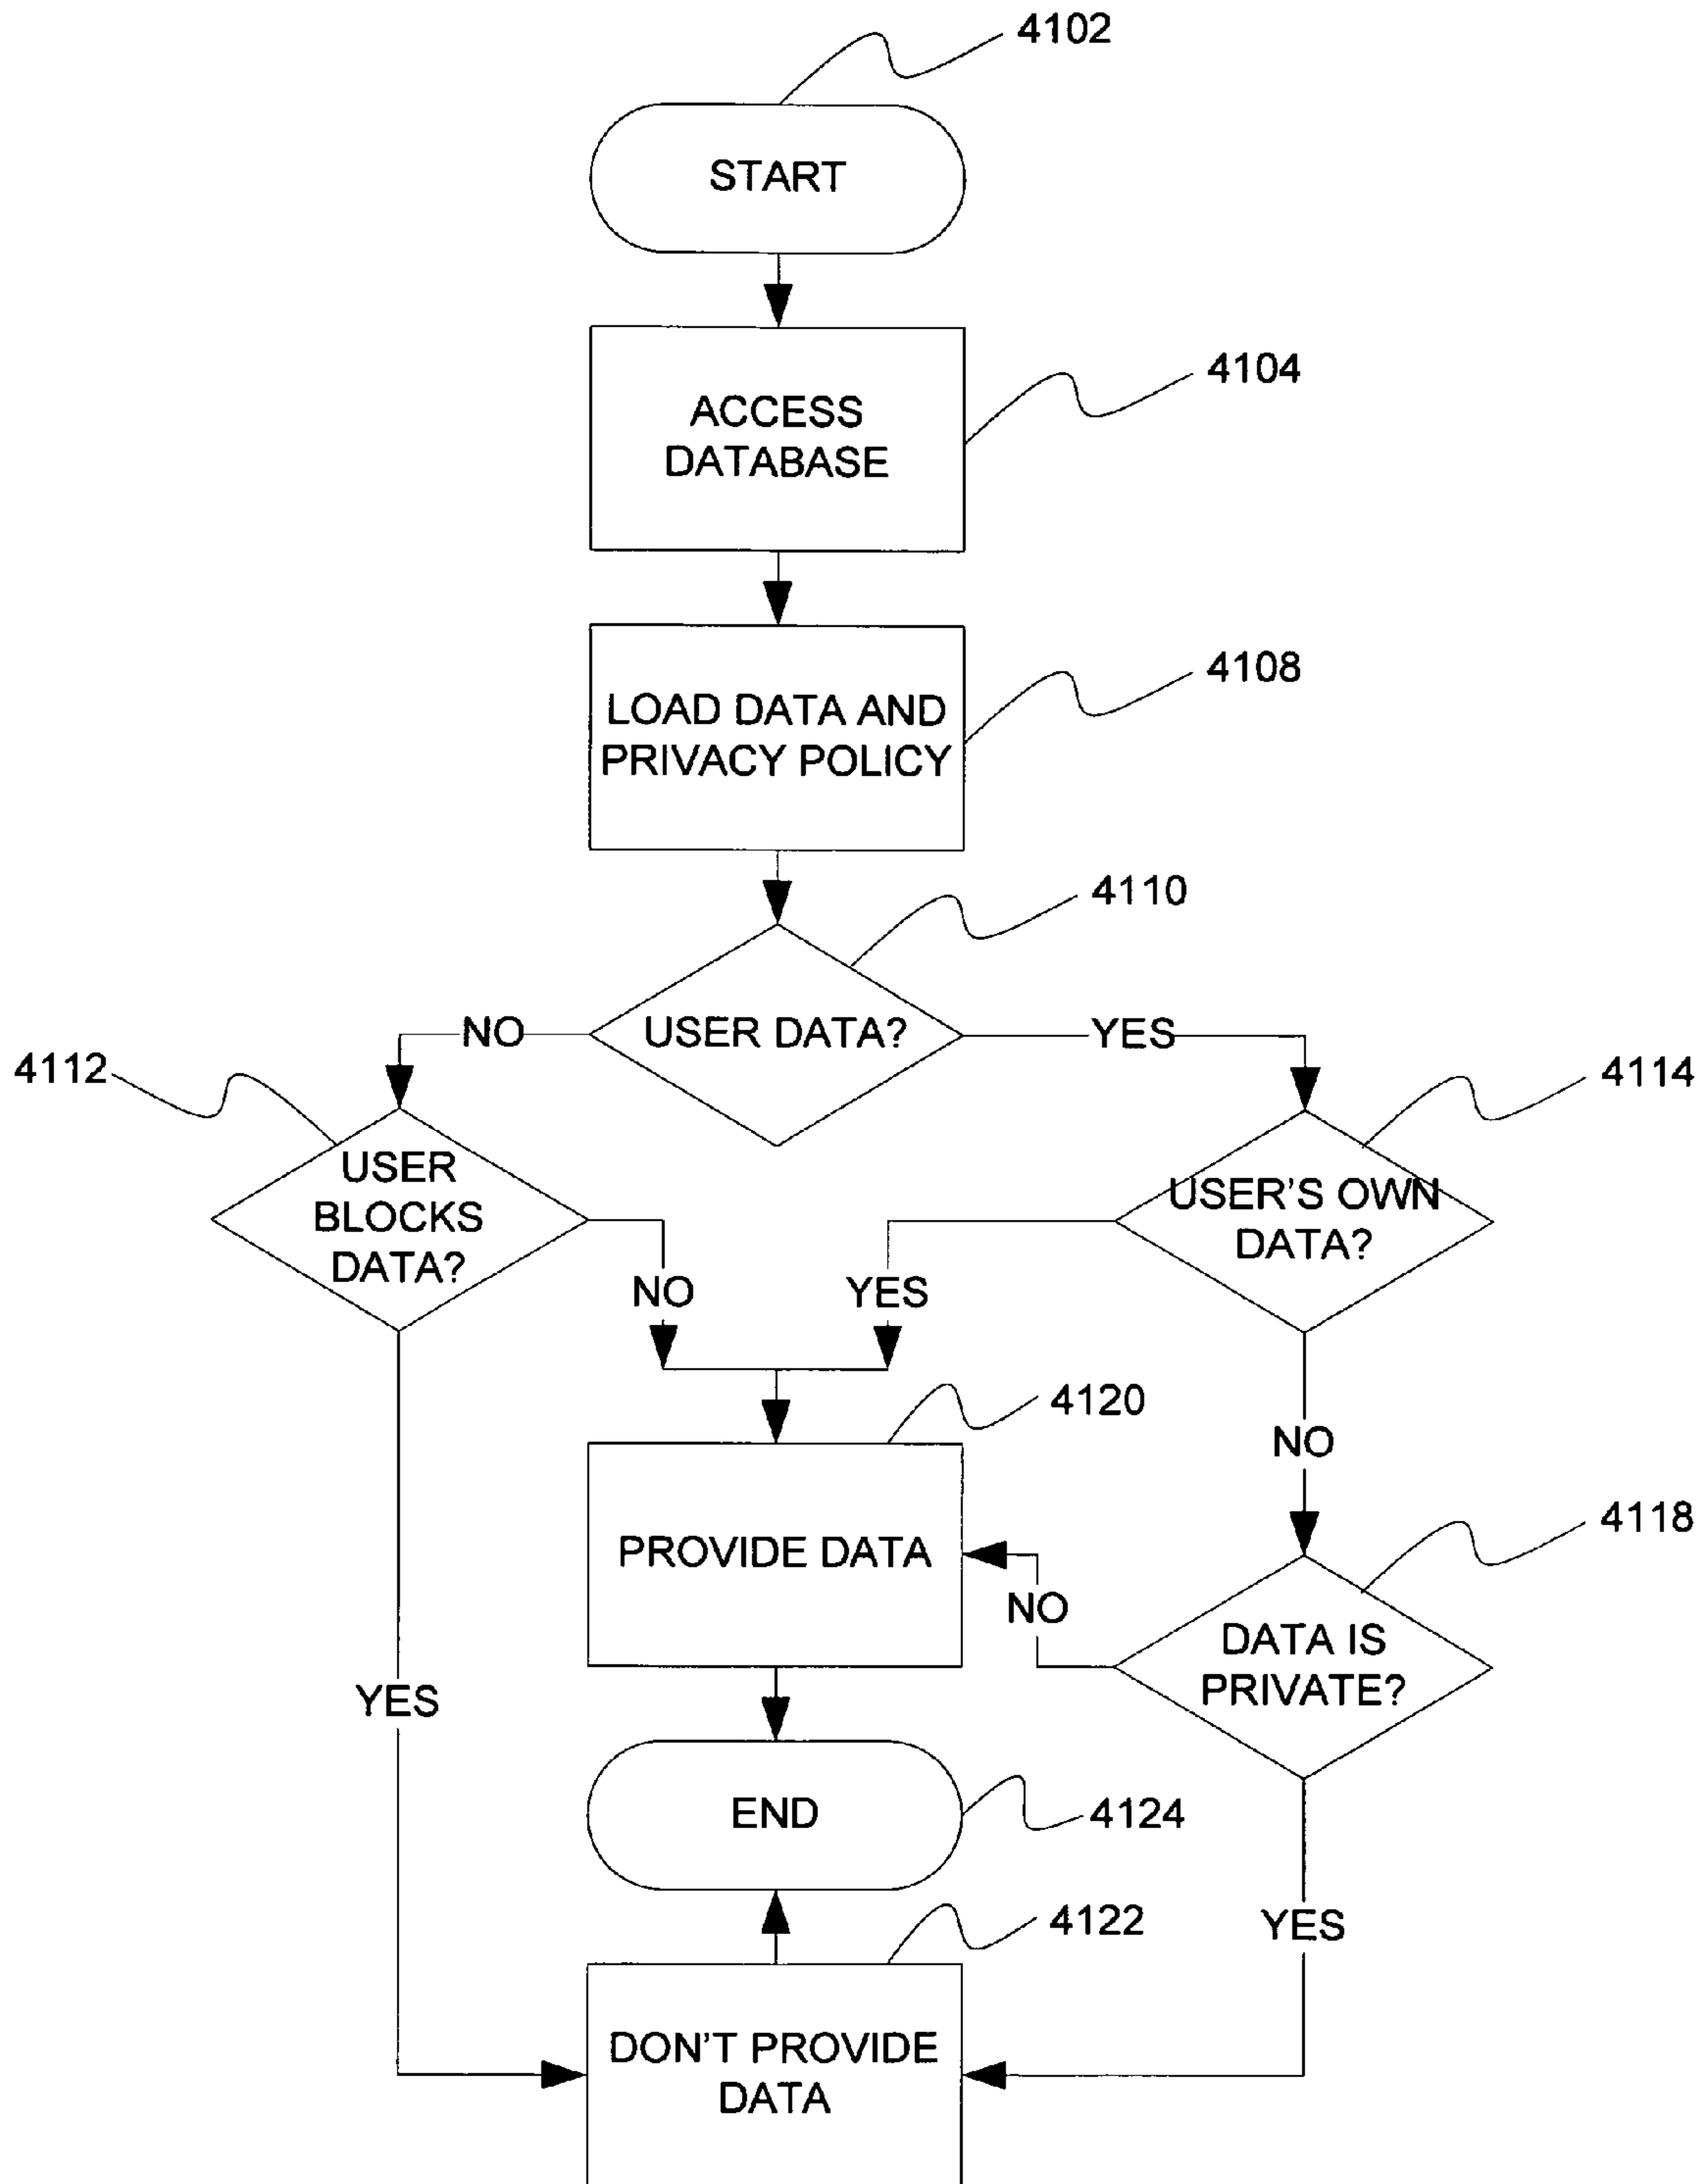 4102
START
4104
ACCESS
DATABASE
4108
LOAD DATA AND
PRIVACY POLICY
4110
NO
USER DATA?
YES
4112
4114
USER
BLOCKS
DATA?
USER'S OWN
DATA?
NO
YES
4120
NO
4118
PROVIDE DATA
NO
DATA IS
PRIVATE?
YES
END
4124
4122
YES
DON'T PROVIDE
DATA